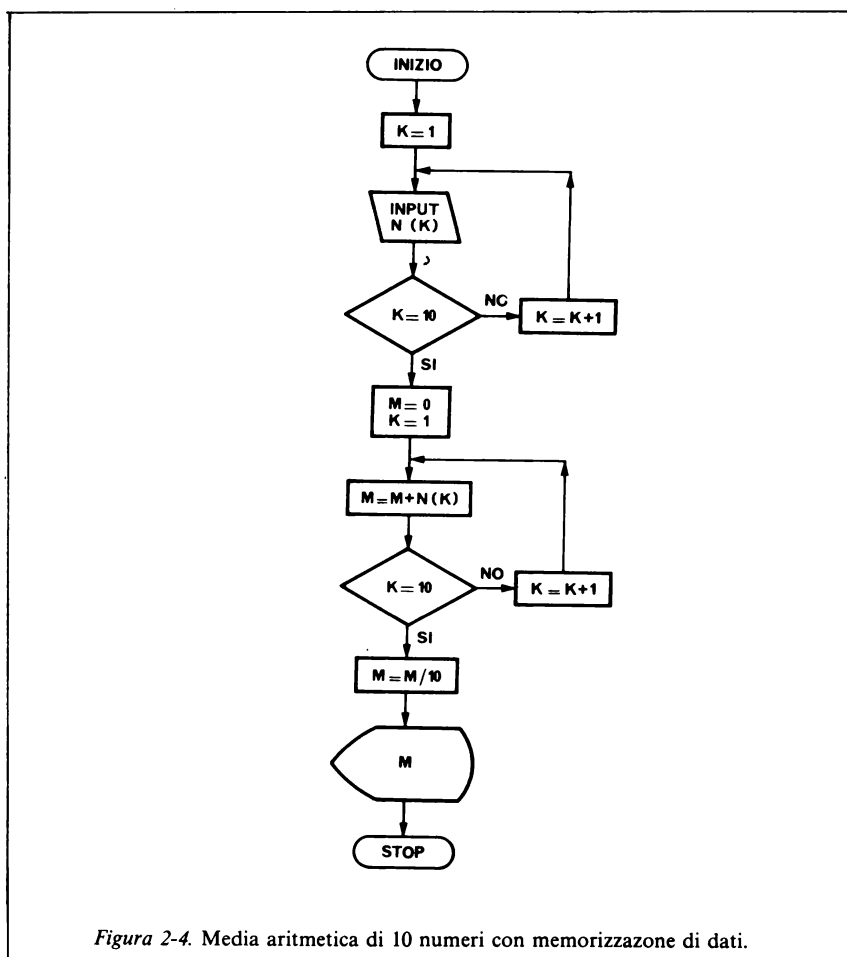 INIZIO
K = 1
INPUT
N (K)
K = 10
NO
K = K+1
SI
M = 0
K = 1
M = M+N(K)
K = 10
NO
K = K+1
SI
M = M/10
M
STOP
Figura 2-4. Media aritmetica di 10 numeri con memorizzazone di dati.